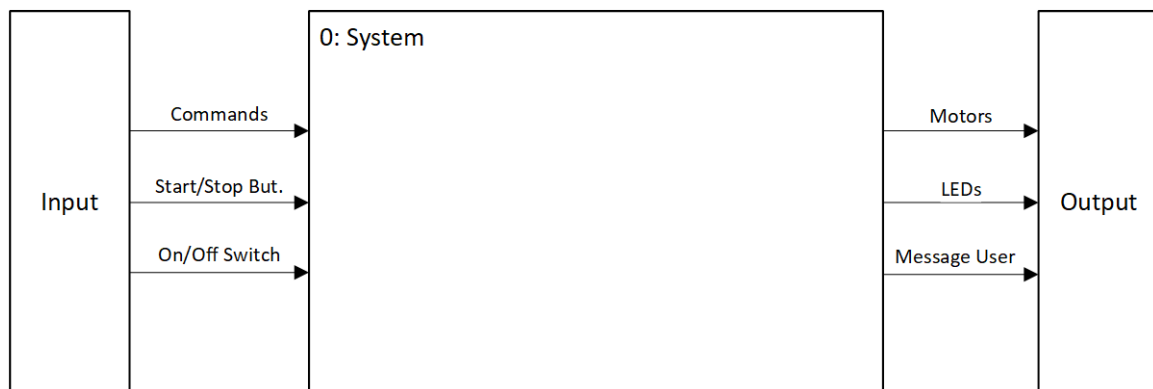 0: System
Commands
Motors
Start/Stop But.
LEDs
Input
Output
On/Off Switch
Message User